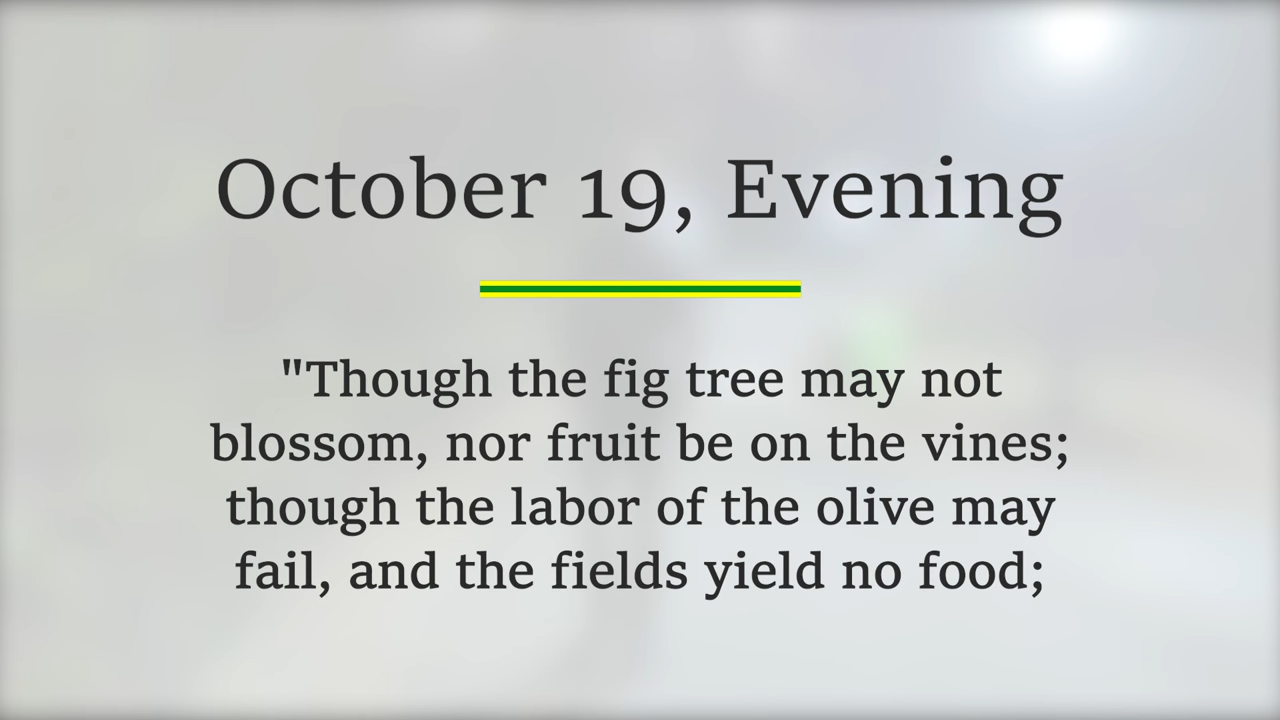 October 19, Evening
"Though the fig tree may not
blossom, nor fruit be on the vines;
though the labor of the olive may
fail, and the fields yield no food;